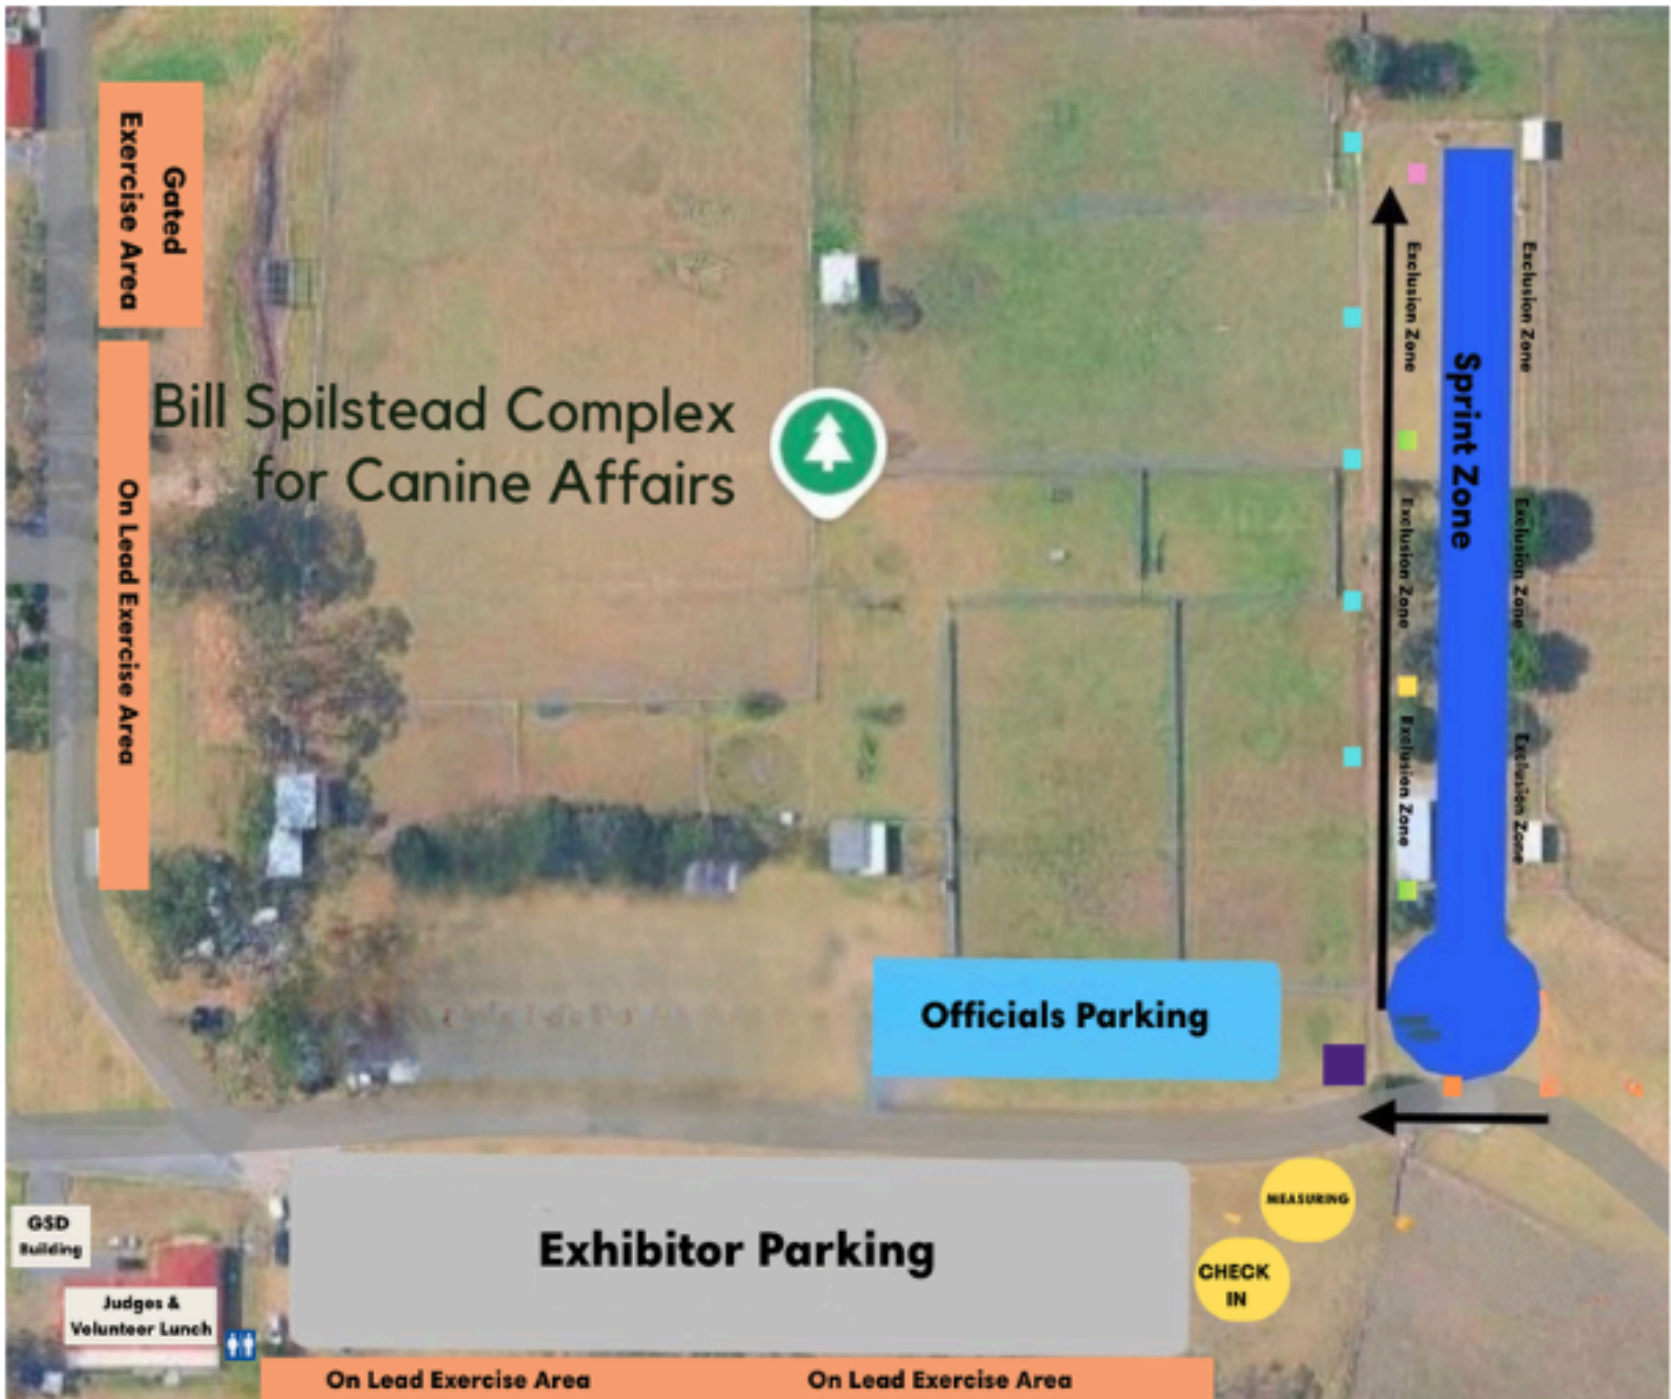 Gated
Exercise Area
On Lead Exercise Area
Bill Spilstead Complex
for Canine Affairs
Exclusion Zone
Exclusion Zone
Sprint Zone
Exclusion Zone
Exclusion Zone
Exclusion Zone
Exclusion Zone
Officials Parking
MEASURING
CHECK
IN
Exhibitor Parking
GSD
Building
Judges &
Volunteer Lunch
On Lead Exercise Area
On Lead Exercise Area